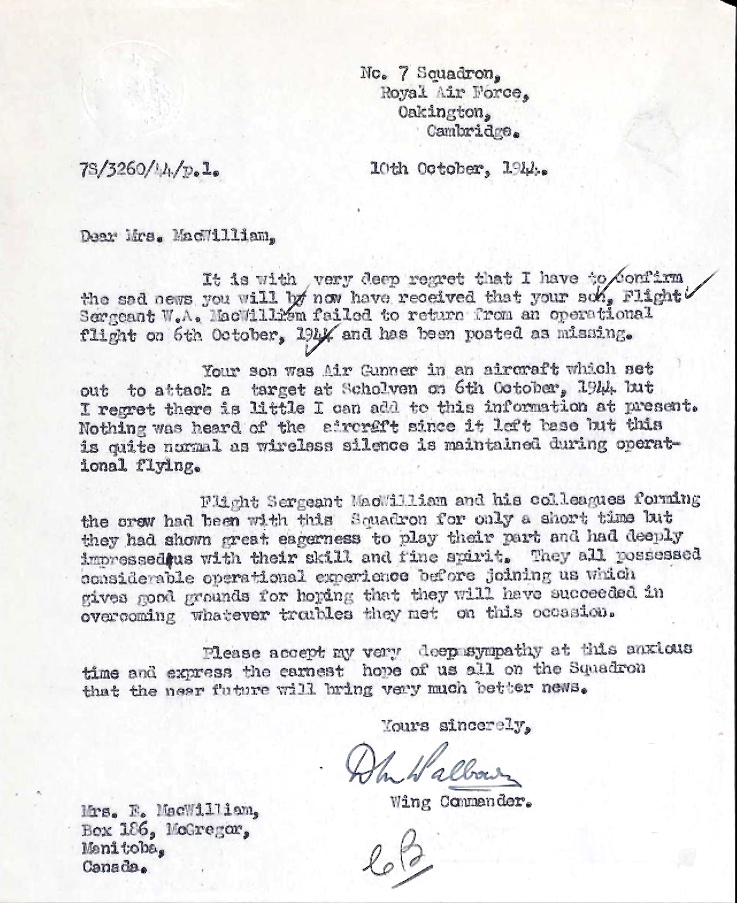 No. 7 Squadron,
Royal Air Force,
Oakington,
Cambridge.
7S/3260/44/p.1.
10th October, 1944.
Dear Mrs. MacWilliam,
It is with very deep regret that I have to confirm
the sad news you will by now have received that your son, Flight
Sergeant W.A. MacWilliam failed to return from an operational
flight on 6th October, 1944 and has been posted as missing.
Your son was Air Gunner in an aircraft which set
out to attack a target at Scholven on 6th October, 1944 but
I regret there is little I can add to this information at present.
Nothing was heard of the aircraft since it left base but this
is quite normal as wireless silence is maintained during operat-
ional flying.
Flight Sergeant MacWilliam and his colleagues forming
the crew had been with this Squadron for only a short time but
they had shown great eagerness to play their part and had deeply
impressed us with their skill and fine spirit. They all possessed
considerable operational experience before joining us which
gives good grounds for hoping that they will have succeeded in
overcoming whatever troubles they met on this occasion.
Please accept my very deep sympathy at this anxious
time and express the earnest hope of us all on the Squadron
that the near future will bring very much better news.
Yours sincerely,
Wing Commander.
Mrs. E. MacWilliam,
Box 186, McGregor,
Manitoba,
Canada.